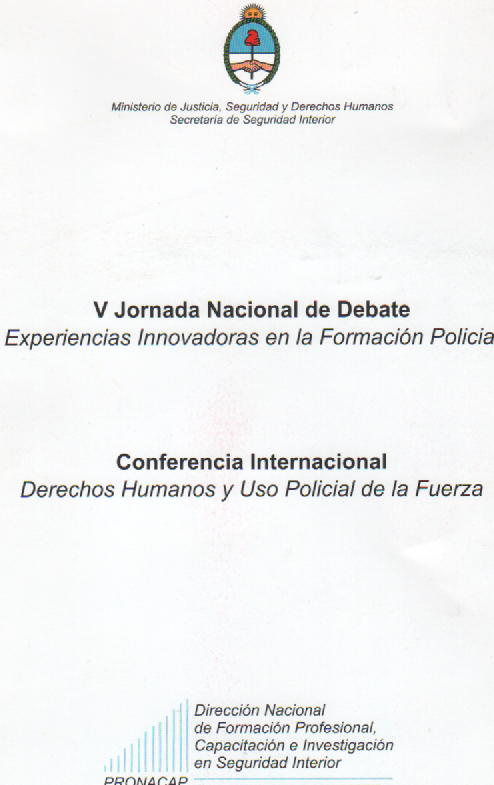 Ministerio de Justicia, Seguridad y Derechos Humanos
Secretaría de Seguridad Interior
V Jornada Nacional de Debate
Experiencias Innovadoras en la Formación Policia
Conferencia Internacional
Derechos Humanos y Uso Policial de la Fuerza
Dirección Nacional
de Formación Profesional,
Capacitación e Investigación
en Seguridad Interior
PRONACAP